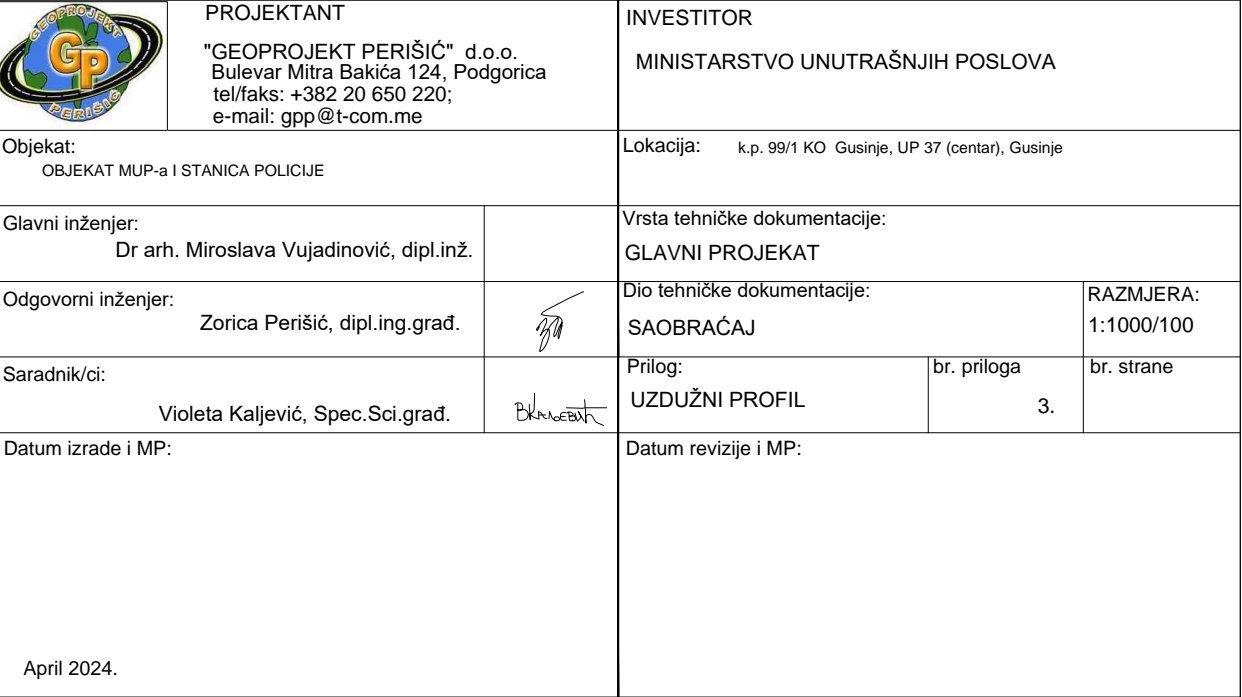 GEOPROJEKT
GP
PERIŠIĆ
PROJEKTANT
"GEOPROJEKT PERIŠIĆ" d.o.o.
Bulevar Mitra Bakića 124, Podgorica
tel/faks: +382 20 650 220;
e-mail: gpp@t-com.me
INVESTITOR
MINISTARSTVO UNUTRAŠNJIH POSLOVA
Objekat:
OBJEKAT MUP-a I STANICA POLICIJE
Lokacija: k.p. 99/1 KO Gusinje, UP 37 (centar), Gusinje
Glavni inženjer:
Dr arh. Miroslava Vujadinović, dipl.inž.
Vrsta tehničke dokumentacije:
GLAVNI PROJEKAT
Odgovorni inženjer:
Zorica Perišić, dipl.ing.građ.
Dio tehničke dokumentacije:
SAOBRAĆAJ
RAZMJERA:
1:1000/100
Saradnik/ci:
Violeta Kaljević, Spec.Sci.građ.
Prilog:
UZDUŽNI PROFIL
br. priloga
3.
br. strane
Datum izrade i MP:
April 2024.
Datum revizije i MP: